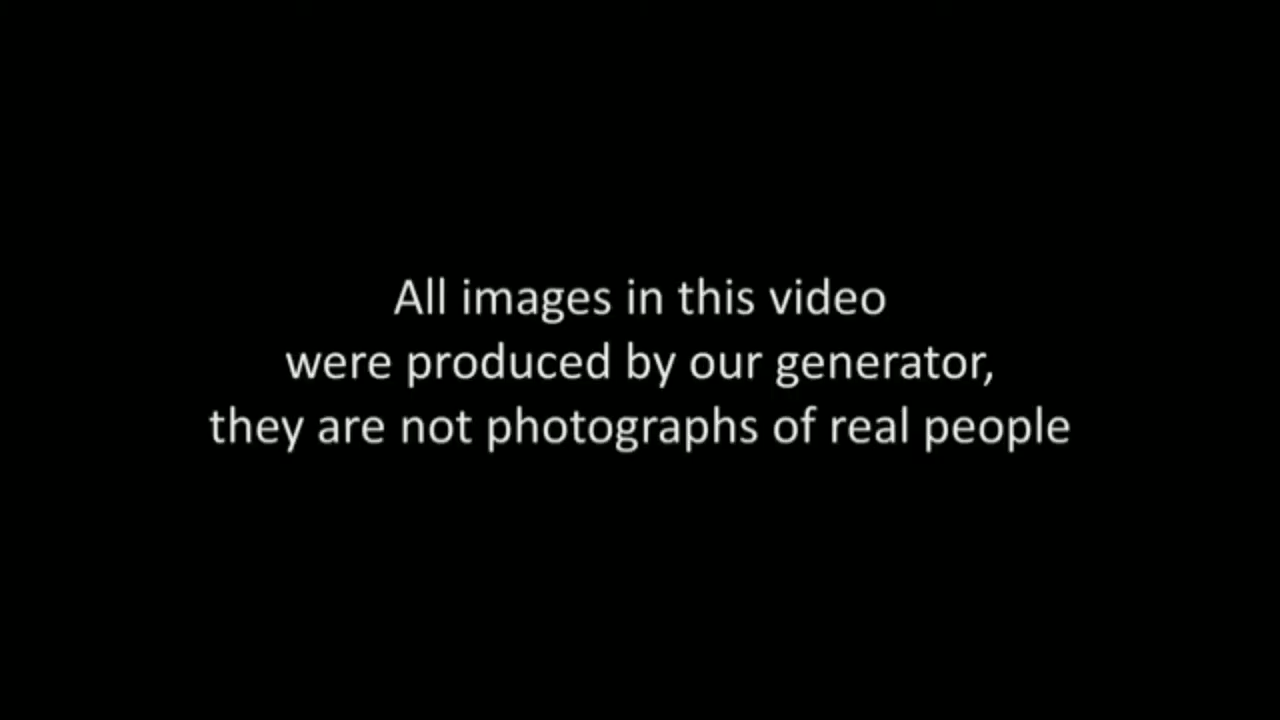 All images in this video
were produced by our generator,
they are not photographs of real people